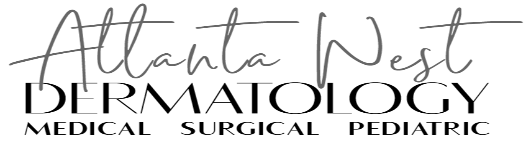 Atlanta West
DERMATOLOGY
MEDICAL SURGICAL PEDIATRIC